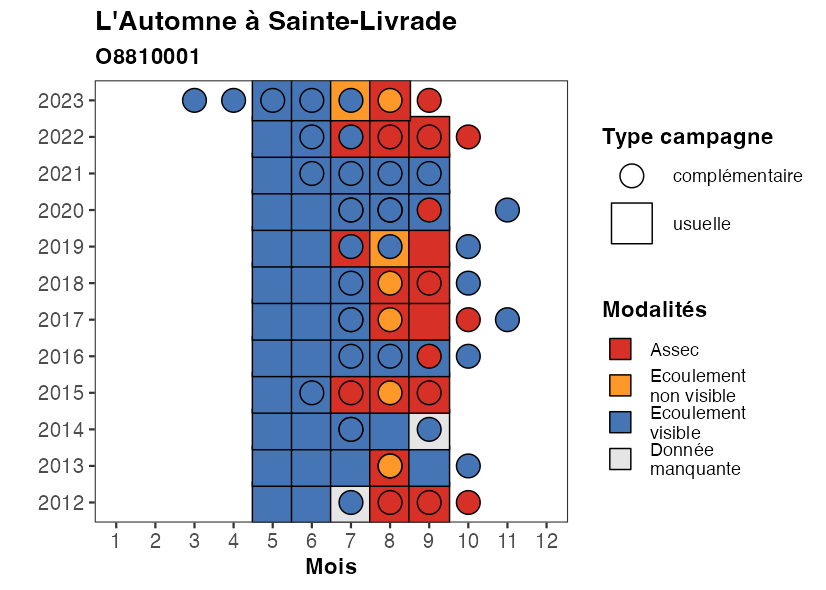 L'Automne à Sainte-Livrade
O8810001
2023
2022
2021
2020
2019
2018
2017
2016
2015
2014
2013
2012
1 2 3 4 5 6 7 8 9 10 11 12
Mois
Type campagne
complémentaire
usuelle
Modalités
Assec
Ecoulement
non visible
Ecoulement
visible
Donnée
manquante